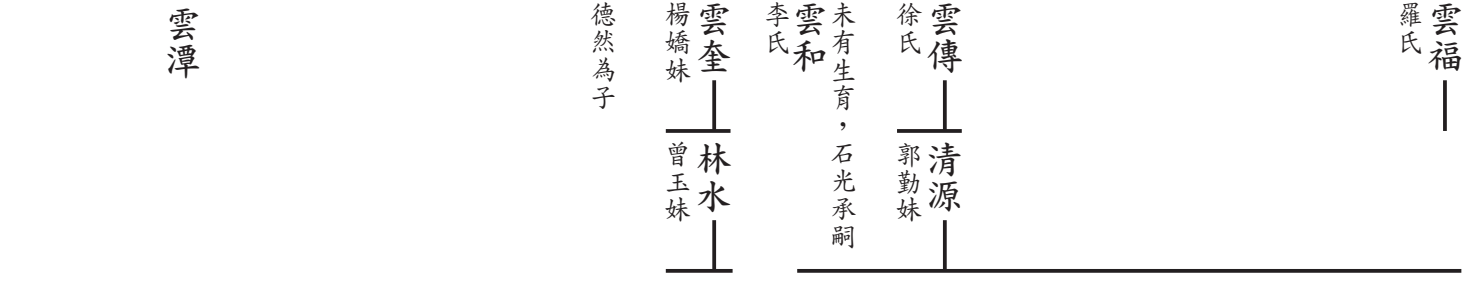 雲福
羅氏
雲傳
徐氏
清源
郭勤妹
未有生育，石光承嗣
雲和
李氏
雲奎
楊嬌妹
林水
曾玉妹
德然為子
雲潭